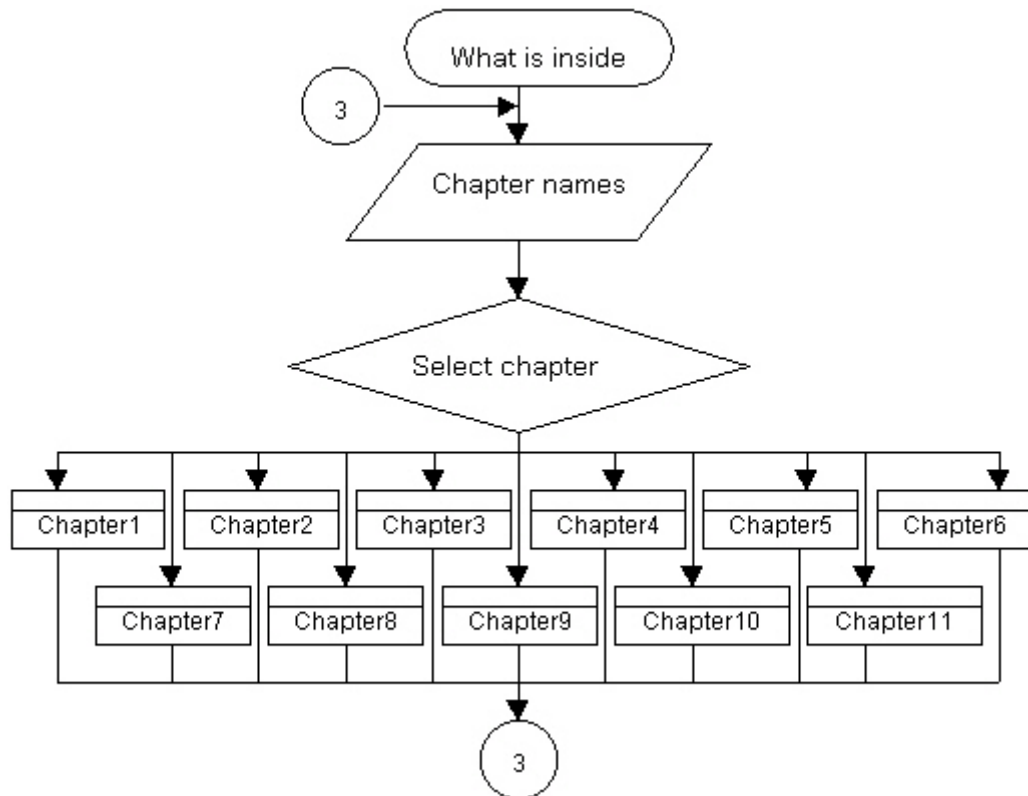 What is inside
3
Chapter names
Select chapter
Chapter1
Chapter2
Chapter3
Chapter4
Chapter5
Chapter6
Chapter7
Chapter8
Chapter9
Chapter10
Chapter11
3